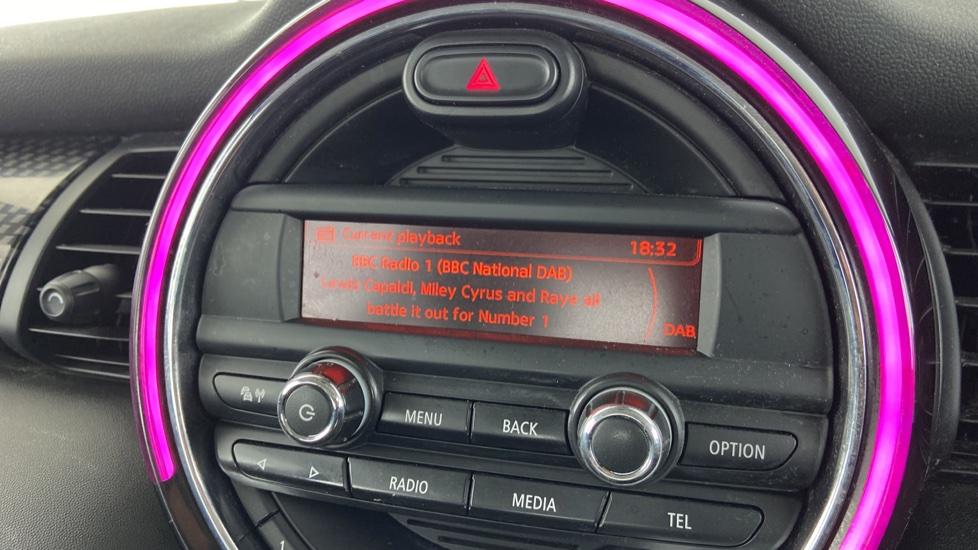 Current playback
18:32
BBC Radio 1 (BBC National DAB)
Lewis Capaldi, Miley Cyrus and Raye all
battle it out for Number 1
DAB
MENU
BACK
OPTION
RADIO
MEDIA
TEL
1